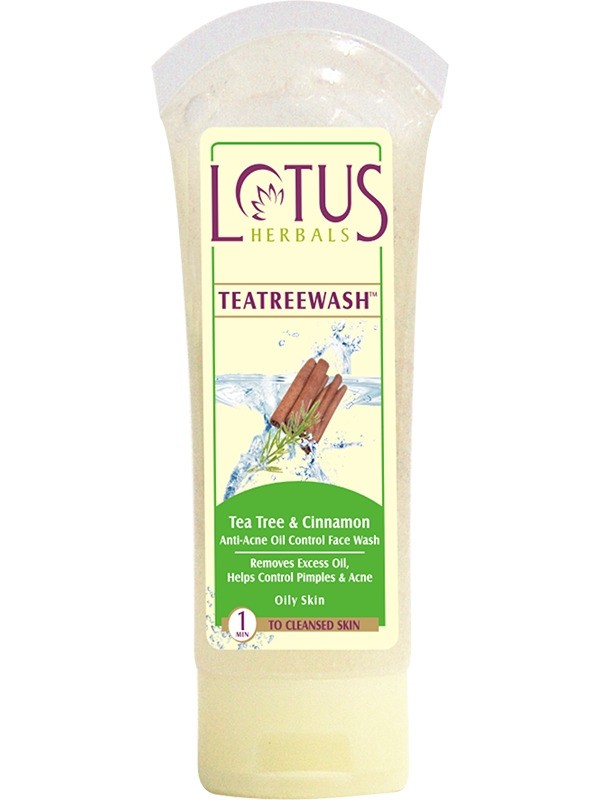 LOTUS
HERBALS
TEATREEWASH™
Tea Tree & Cinnamon
Anti-Acne Oil Control Face Wash
Removes Excess Oil,
Helps Control Pimples & Acne
Oily Skin
1
MIN
TO CLEANSED SKIN